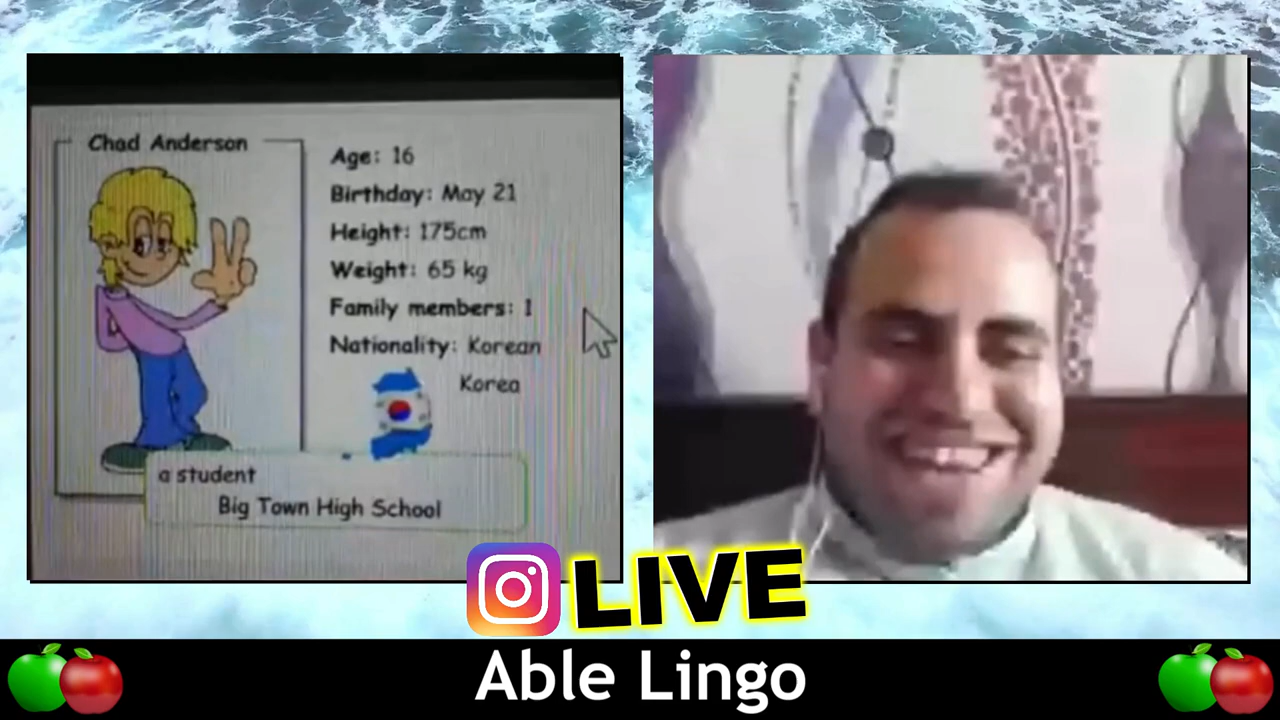 Chad Anderson
Age: 16
Birthday: May 21
Height: 175cm
Weight: 65 kg
Family members: 1
Nationality: Korean
Korea
a student
Big Town High School
LIVE
Able Lingo